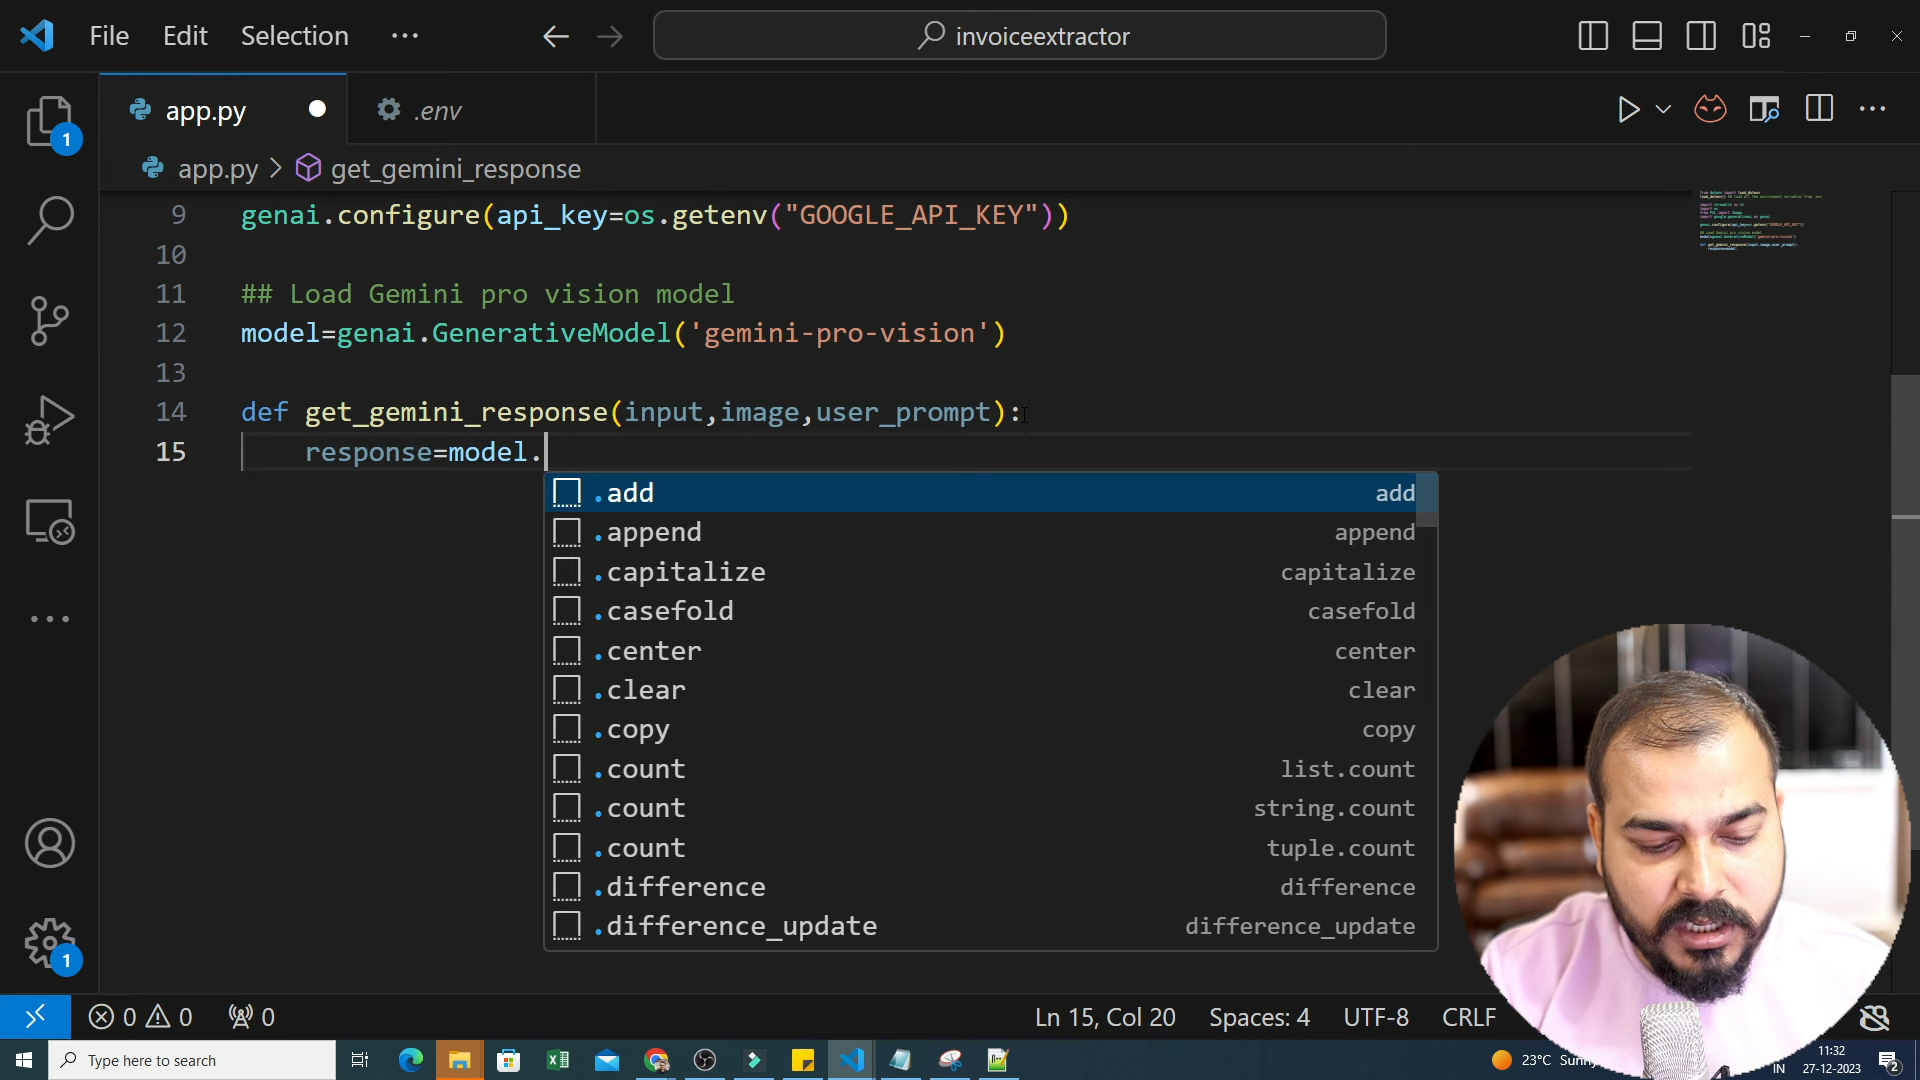 File Edit Selection ··· invoiceextractor
app.py .env
app.py > get_gemini_response
9 genai.configure(api_key=os.getenv("GOOGLE_API_KEY"))
10
11 ## Load Gemini pro vision model
12 model=genai.GenerativeModel('gemini-pro-vision')
13
14 def get_gemini_response(input,image,user_prompt):
15 response=model.
.add add
.append append
.capitalize capitalize
.casefold casefold
.center center
.clear clear
.copy copy
.count list.count
.count string.count
.count tuple.count
.difference difference
.difference_update difference_update
1
1
0 0 0 Ln 15, Col 20 Spaces: 4 UTF-8 CRLF
Type here to search 23°C IN 11:32
27-12-2023 2